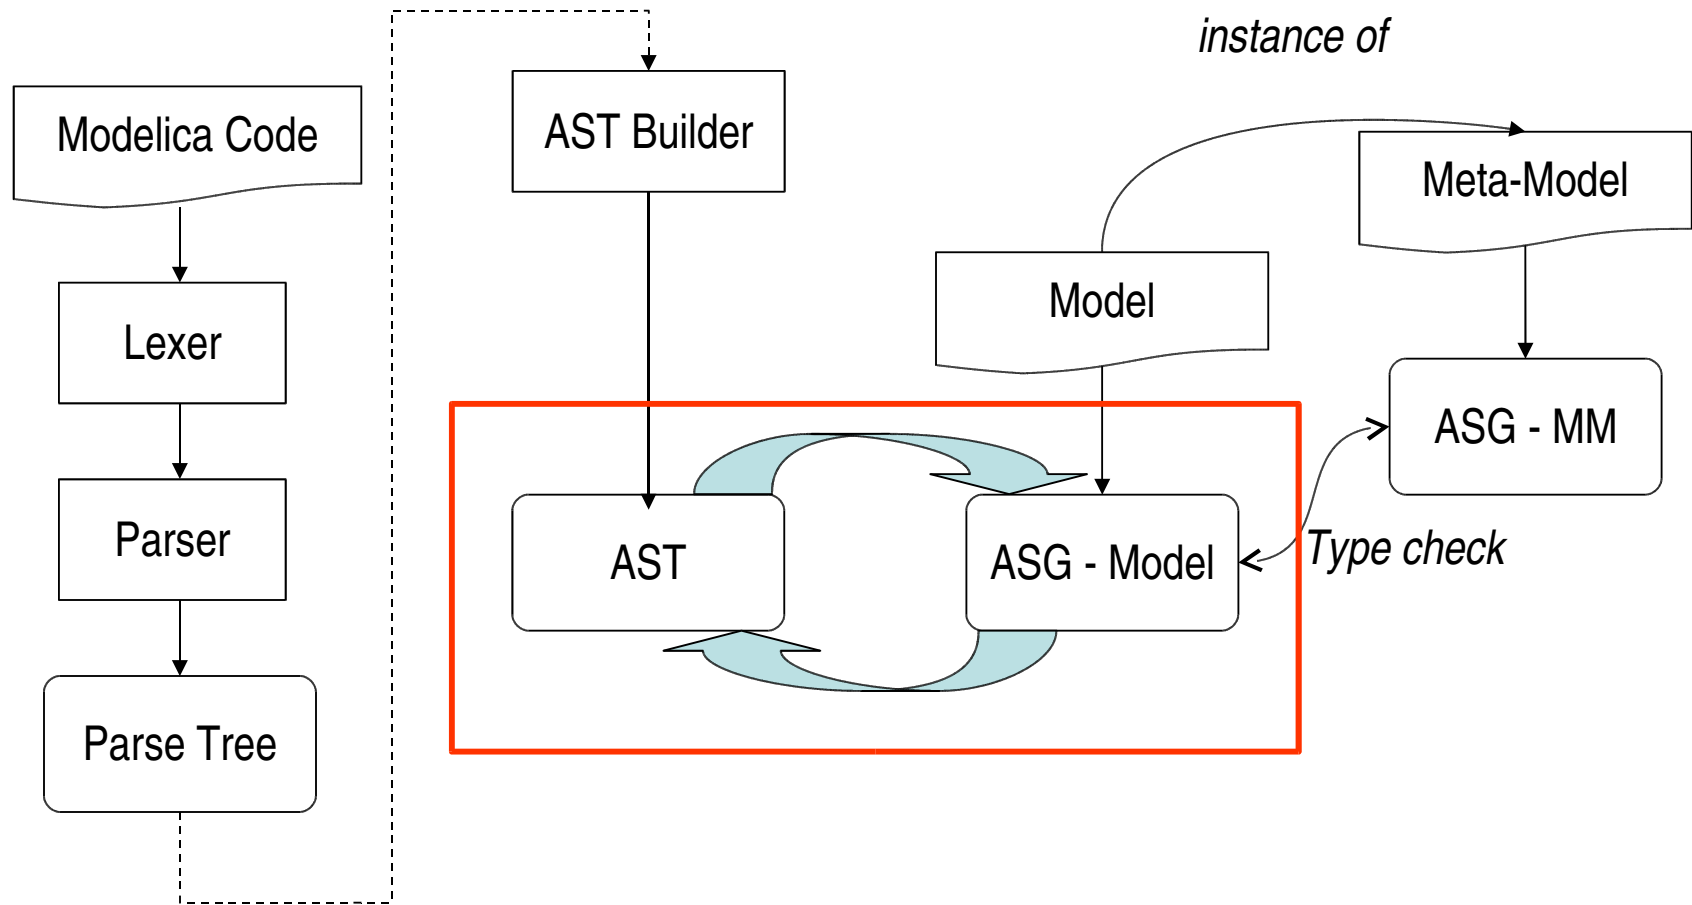 instance of
Modelica Code
AST Builder
Meta-Model
Model
Lexer
ASG - MM
Parser
AST
ASG - Model
Type check
Parse Tree